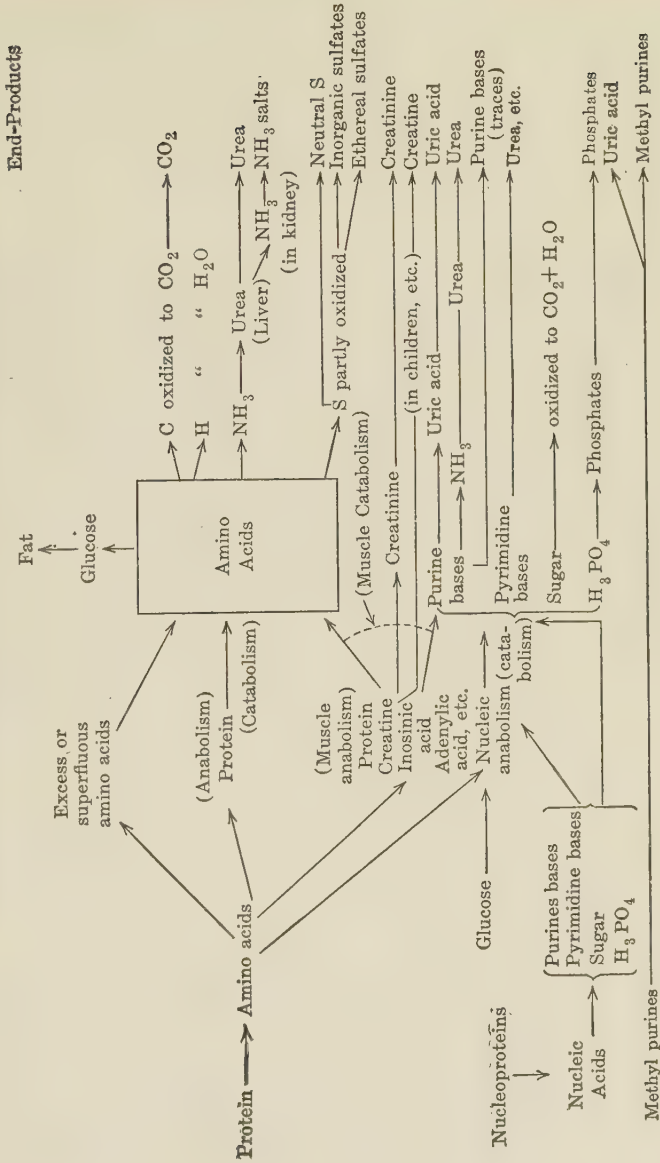 End-Products
Fat
Glucose
Excess or
superfluous
amino acids
C oxidized to CO₂ CO₂
H " " H₂O
NH₃ Urea Urea
(Liver) NH₃ NH₃ salts
(in kidney)
Amino
Acids
(Anabolism)
Protein
(Catabolism)
Protein Amino acids
S partly oxidized
Neutral S
Inorganic sulfates
Ethereal sulfates
(Muscle Catabolism)
(Muscle
anabolism)
Protein
Creatine
Inosinic
acid
Adenylic
acid, etc.
Creatinine Creatinine
(in children, etc.) Creatine
Purine
bases
Uric acid Uric acid
NH₃ Urea Urea
Purine bases
(traces)
Pyrimidine
bases
Urea, etc.
Glucose
Nucleic
anabolism
(cata-
bolism)
Sugar oxidized to CO₂+ H₂O
H₃PO₄ Phosphates Phosphates
Uric acid
Nucleoproteins
Nucleic
Acids
Purines bases
Pyrimidine bases
Sugar
H₃PO₄
Methyl purines Methyl purines